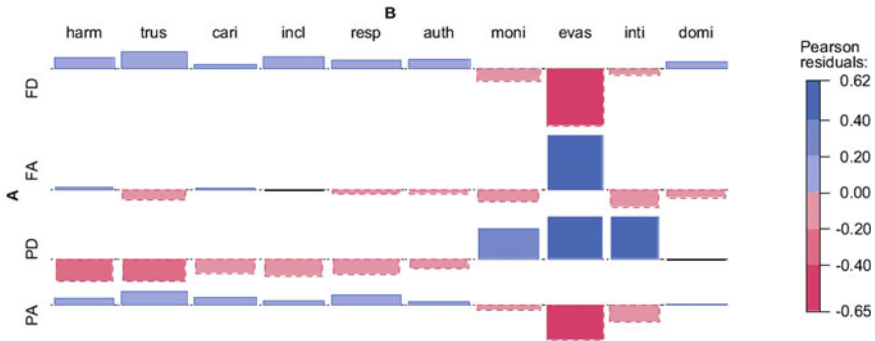 B
harm trus cari incl resp auth moni evas inti domi
A
FD
FA
PD
PA
Pearson
residuals:
0.62
0.40
0.20
0.00
-0.20
-0.40
-0.65